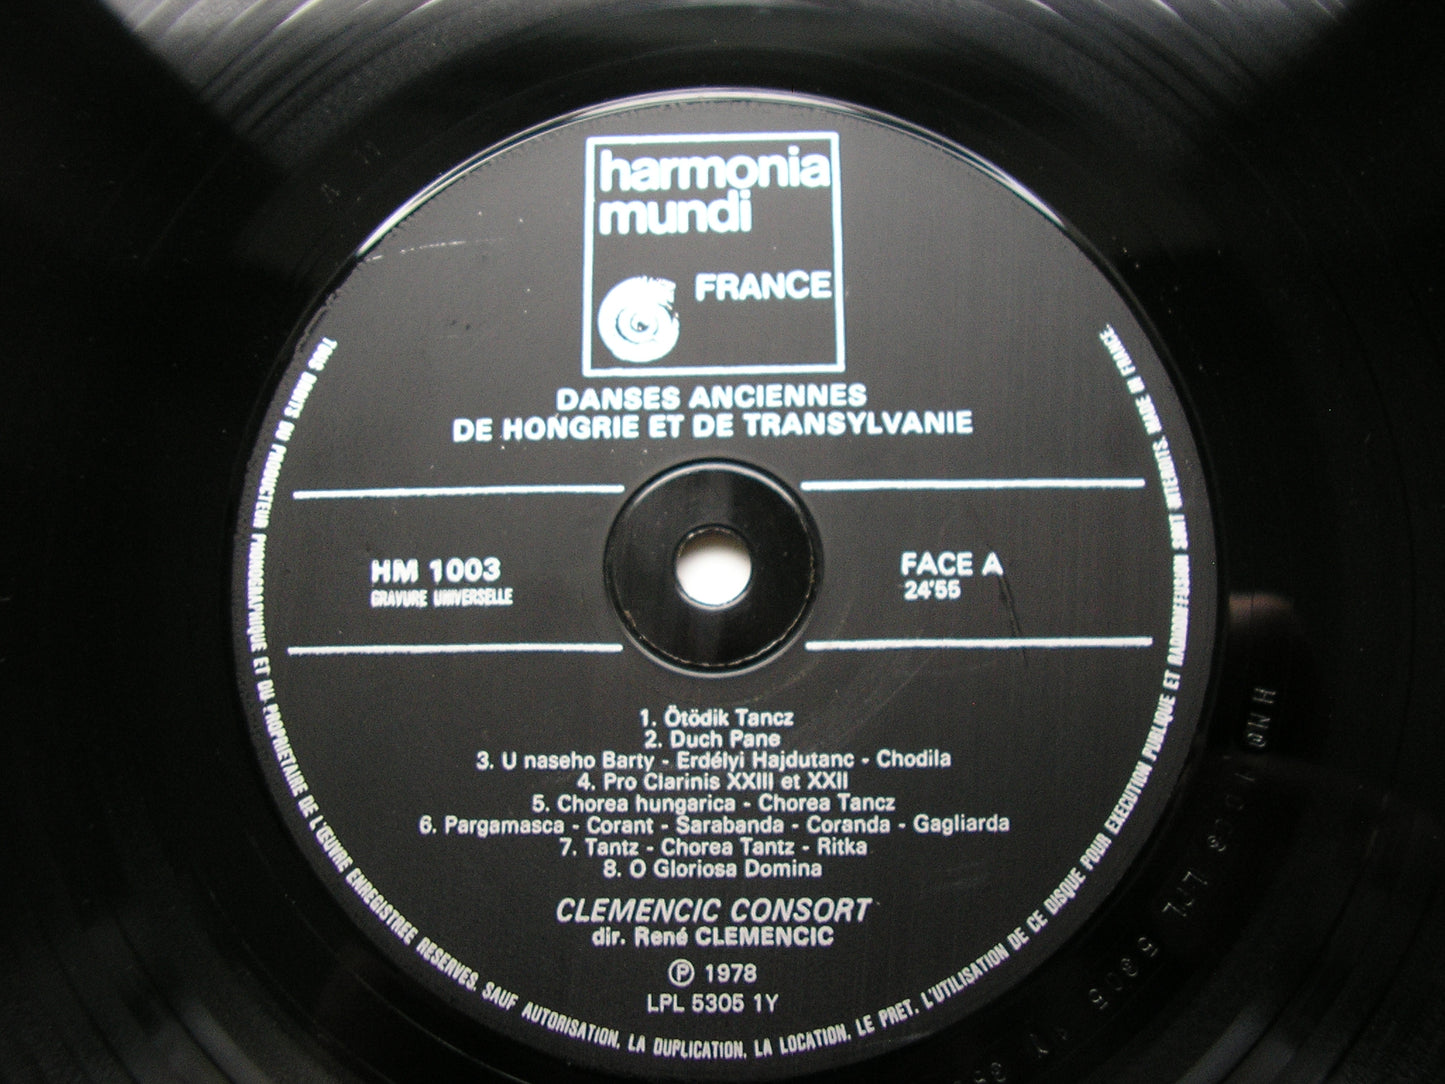 harmonia
mundi
FRANCE
DANSES ANCIENNES
DE HONGRIE ET DE TRANSYLVANIE
HM 1003
GRAVURE UNIVERSELLE
FACE A
24'55
1. Ötödik Tancz
2. Duch Pane
3. U naseho Barty - Erdélyi Hajdutanc - Chodila
4. Pro Clarinis XXIII et XXII
5. Chorea hungarica - Chorea Tancz
6. Pargamasca - Corant - Sarabanda - Coranda - Gagliarda
7. Tantz - Chorea Tantz - Ritka
8. O Gloriosa Domina
CLEMENCIC CONSORT
dir. René CLEMENCIC
℗ 1978
LPL 5305 1Y
TOUS DROITS DU PRODUCTEUR PHONOGRAPHIQUE ET DU PROPRIETAIRE DE L'ŒUVRE ENREGISTREE RESERVES. SAUF AUTORISATION, LA DUPLICATION, LA LOCATION, LE PRET, L'UTILISATION DE CE DISQUE POUR EXECUTION PUBLIQUE ET RADIODIFFUSION SONT INTERDITS. MADE IN FRANCE.
LPL 5305 1Y